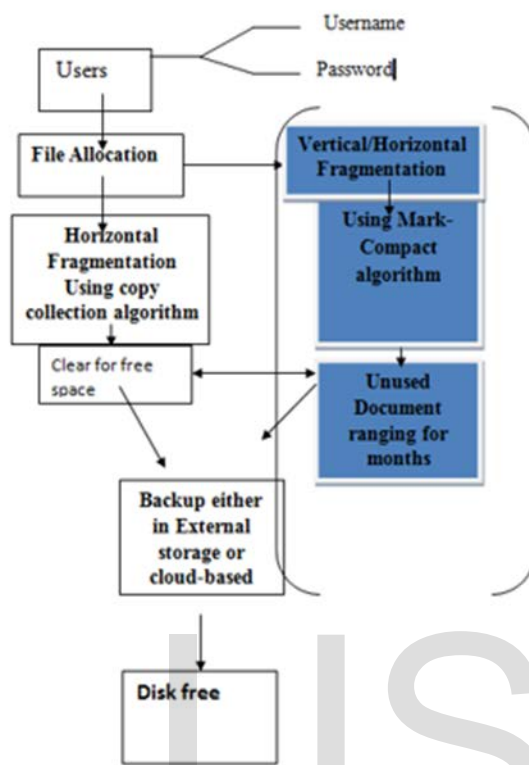 Username
Users
Password
File Allocation
Vertical/Horizontal
Fragmentation
Horizontal
Fragmentation
Using copy
collection algorithm
Using Mark-
Compact
algorithm
Clear for free
space
Unused
Document
ranging for
months
Backup either
in External
storage or
cloud-based
Disk free